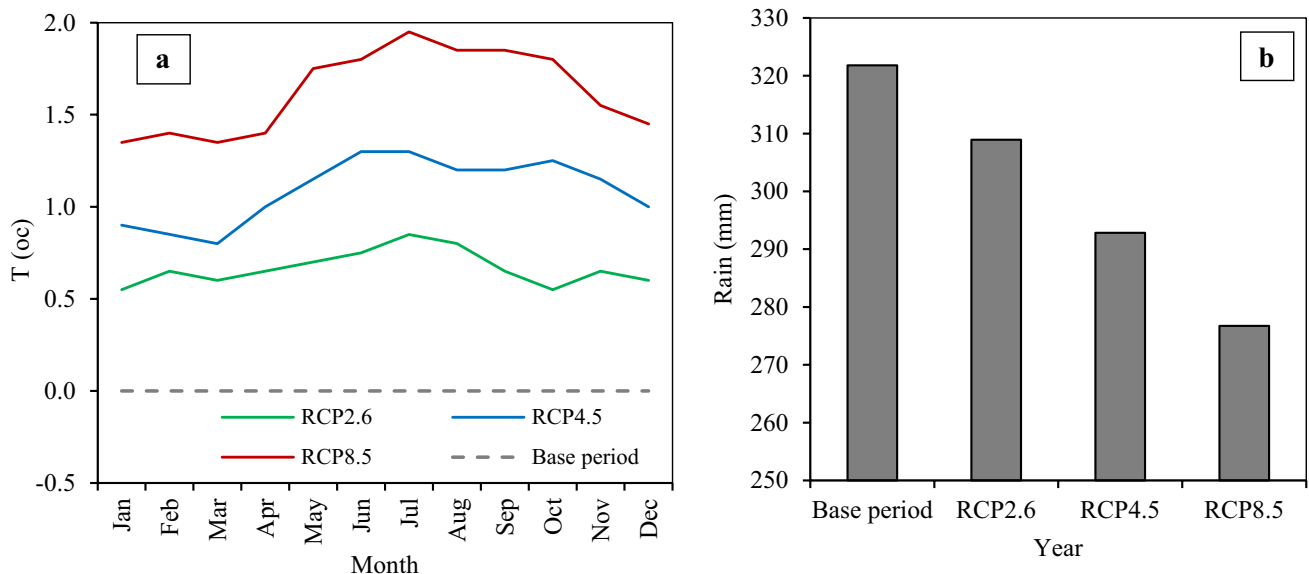 a
2.0
1.5
1.0
0.5
0.0
-0.5
T (oc)
RCP2.6
RCP4.5
RCP8.5
Base period
Jan
Feb
Mar
Apr
May
Jun
Jul
Aug
Sep
Oct
Nov
Dec
Month
b
330
320
310
300
290
280
270
260
250
Rain (mm)
Base period
RCP2.6
RCP4.5
RCP8.5
Year